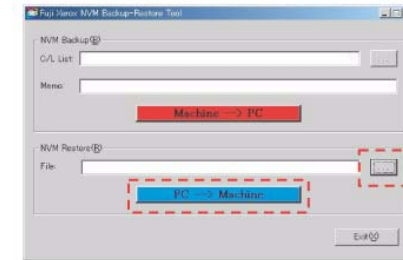 Fuji Xerox NVM Backup-Restore Tool
NVM Backup(B)
C/L List:
...
Memo:
Machine --> PC
NVM Restore(R)
File:
...
PC --> Machine
Exit(X)